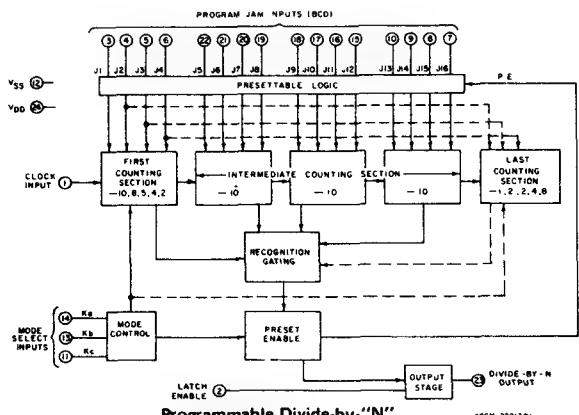 PROGRAM JAM NPUTS (BCD)
3 4 5 6 22 21 20 19 18 17 16 15 10 9 8 7
J1 J2 J3 J4 J5 J6 J7 J8 J9 J10 J11 J12 J13 J14 J15 J16
VSS 12
PRESETTABLE LOGIC
P E
VDD 24
CLOCK INPUT 1
FIRST COUNTING SECTION
—10,8,5,4,2
INTERMEDIATE COUNTING SECTION
—10
—10
—10
LAST COUNTING SECTION
—1,2,2,4,8
RECOGNITION GATING
MODE SELECT INPUTS
14 Ka
13 Kb
11 Kc
MODE CONTROL
PRESET ENABLE
OUTPUT STAGE
23 DIVIDE-BY-N OUTPUT
LATCH ENABLE 2
Programmable Divide-by-"N"